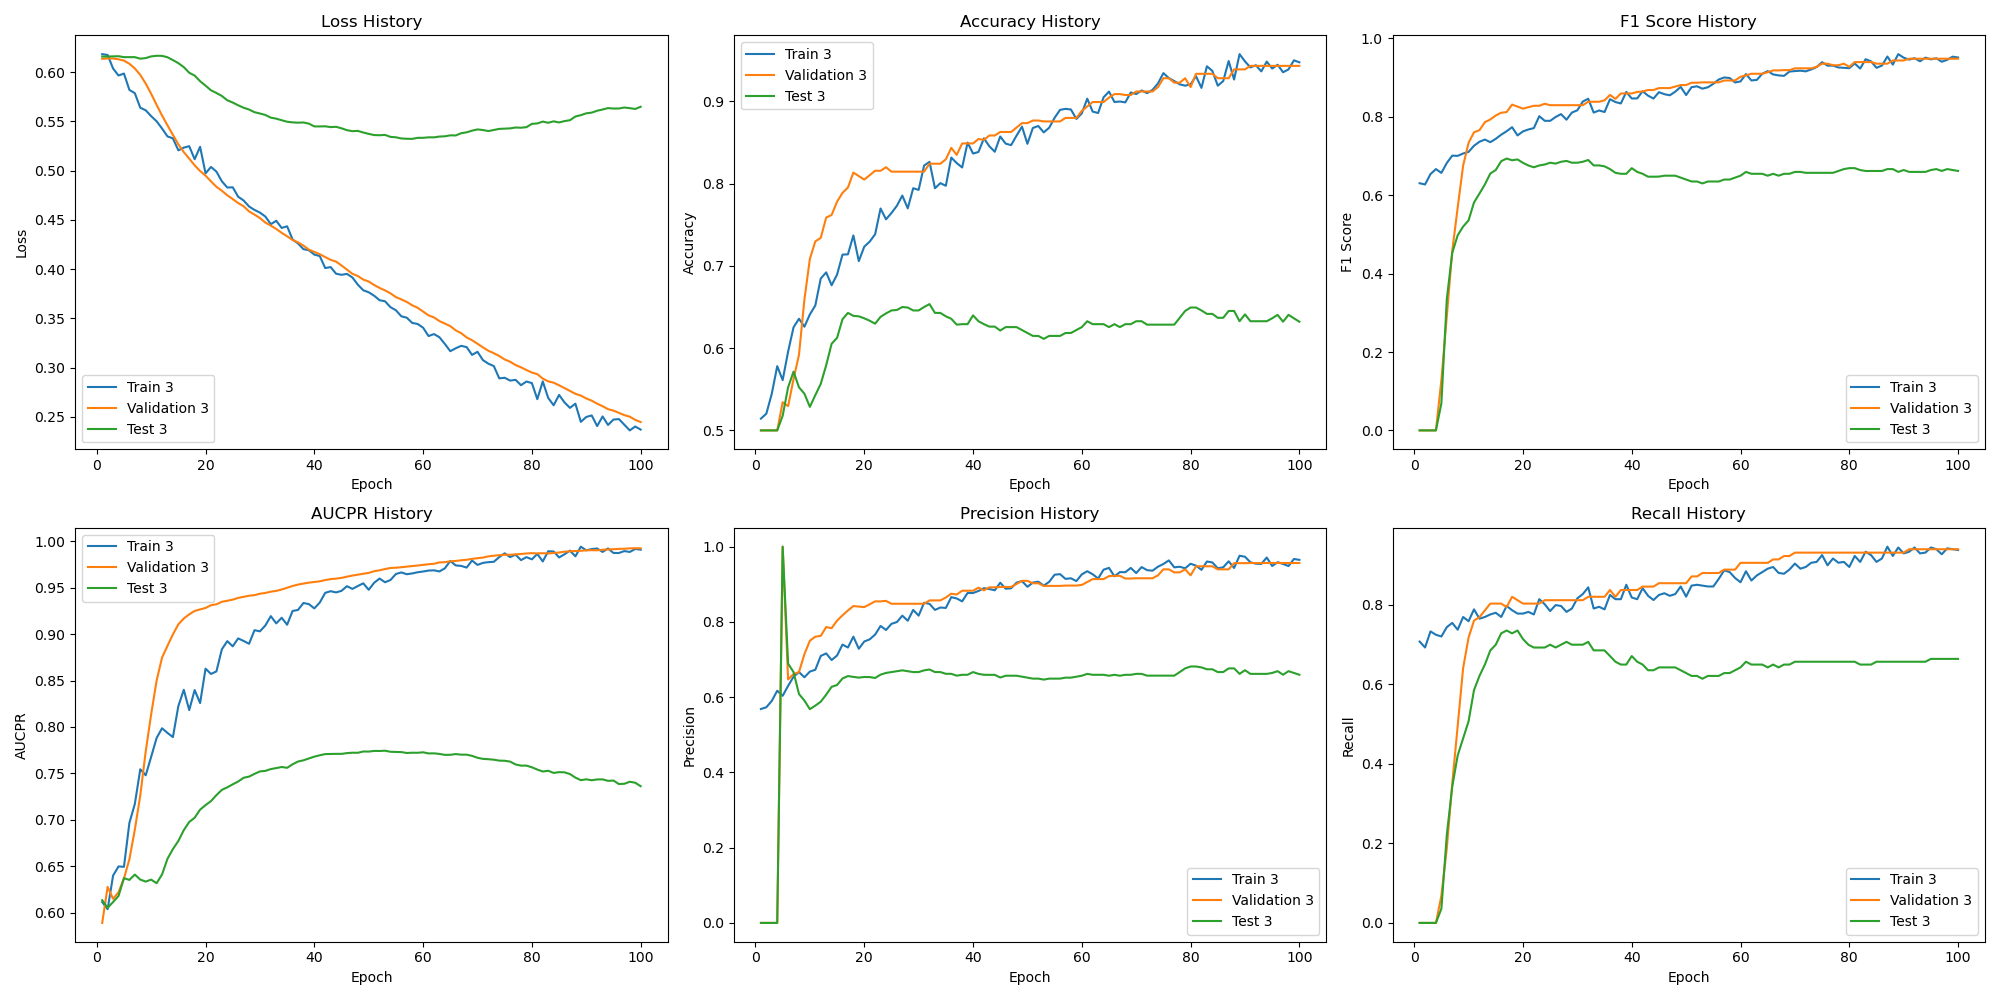 Loss History
Loss
0.60
0.55
0.50
0.45
0.40
0.35
0.30
0.25
Train 3
Validation 3
Test 3
0 20 40 60 80 100
Epoch
Accuracy History
Accuracy
0.9
0.8
0.7
0.6
0.5
Train 3
Validation 3
Test 3
0 20 40 60 80 100
Epoch
F1 Score History
F1 Score
1.0
0.8
0.6
0.4
0.2
0.0
Train 3
Validation 3
Test 3
0 20 40 60 80 100
Epoch
AUCPR History
AUCPR
1.00
0.95
0.90
0.85
0.80
0.75
0.70
0.65
0.60
Train 3
Validation 3
Test 3
0 20 40 60 80 100
Epoch
Precision History
Precision
1.0
0.8
0.6
0.4
0.2
0.0
Train 3
Validation 3
Test 3
0 20 40 60 80 100
Epoch
Recall History
Recall
0.8
0.6
0.4
0.2
0.0
Train 3
Validation 3
Test 3
0 20 40 60 80 100
Epoch